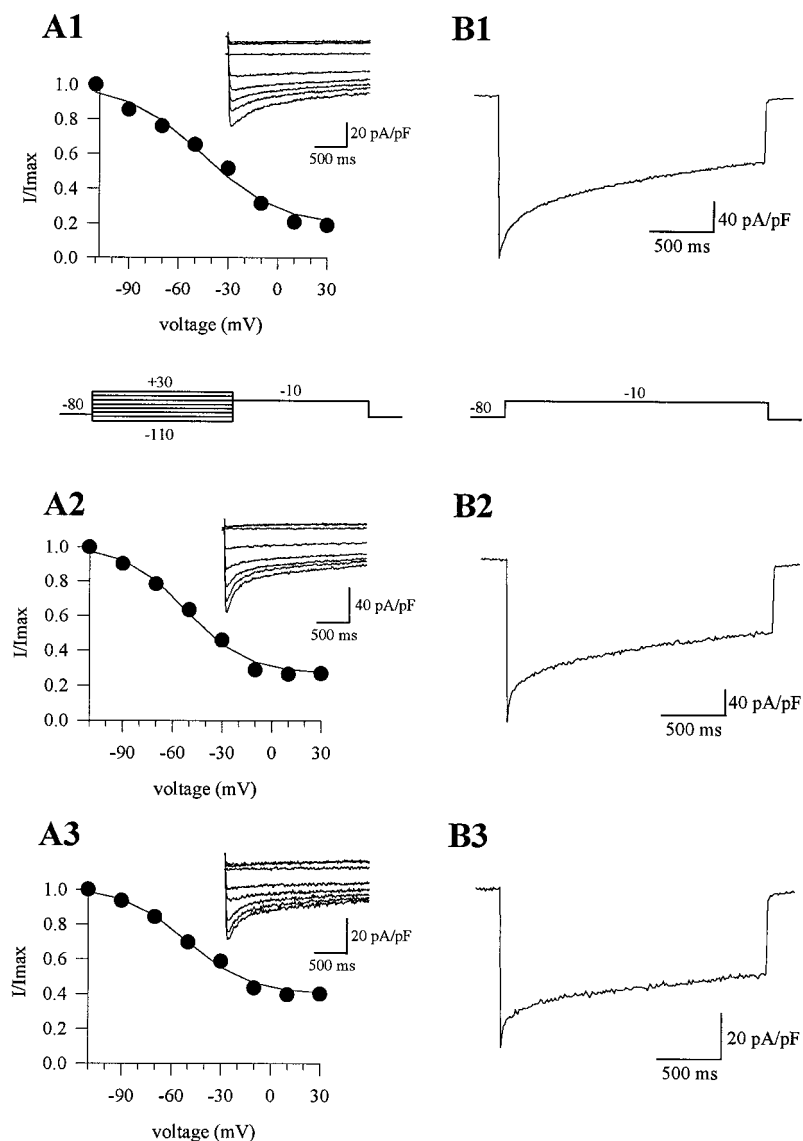 A1
1.0
0.8
0.6
0.4
0.2
0.0
I/Imax
-90 -60 -30 0 30
voltage (mV)
20 pA/pF
500 ms
B1
40 pA/pF
500 ms
+30
-80
-10
-110
-10
-80
A2
1.0
0.8
0.6
0.4
0.2
0.0
I/Imax
-90 -60 -30 0 30
voltage (mV)
40 pA/pF
500 ms
B2
40 pA/pF
500 ms
A3
1.0
0.8
0.6
0.4
0.2
0.0
I/Imax
-90 -60 -30 0 30
voltage (mV)
20 pA/pF
500 ms
B3
20 pA/pF
500 ms